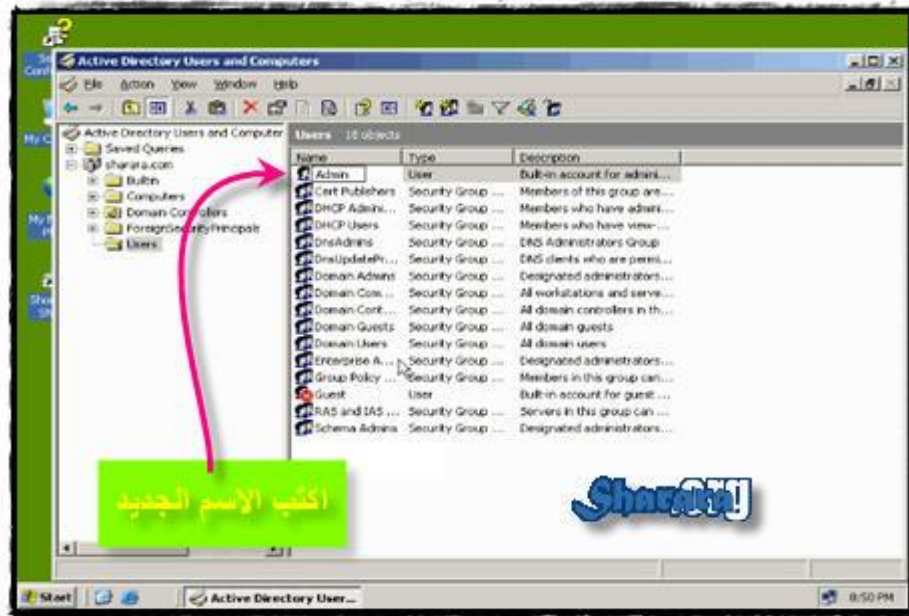 Active Directory Users and Computers
File Action View Window Help
Active Directory Users and Computer
Saved Queries
sharara.com
Builtin
Computers
Domain Controllers
ForeignSecurityPrincipals
Users
Users 18 objects
Name Type Description
Admin User Built-in account for admini...
Cert Publishers Security Group ... Members of this group are...
DHCP Admini... Security Group ... Members who have admini...
DHCP Users Security Group ... Members who have view-...
DnsAdmins Security Group ... DNS Administrators Group
DnsUpdatePr... Security Group ... DNS clients who are permi...
Domain Admins Security Group ... Designated administrators...
Domain Com... Security Group ... All workstations and serve...
Domain Cont... Security Group ... All domain controllers in th...
Domain Guests Security Group ... All domain guests
Domain Users Security Group ... All domain users
Enterprise A... Security Group ... Designated administrators...
Group Policy ... Security Group ... Members in this group can...
Guest User Built-in account for guest ...
RAS and IAS ... Security Group ... Servers in this group can ...
Schema Admins Security Group ... Designated administrators...
اكتب الاسم الجديد
Sharara.org
Start
Active Directory User...
8:50 PM